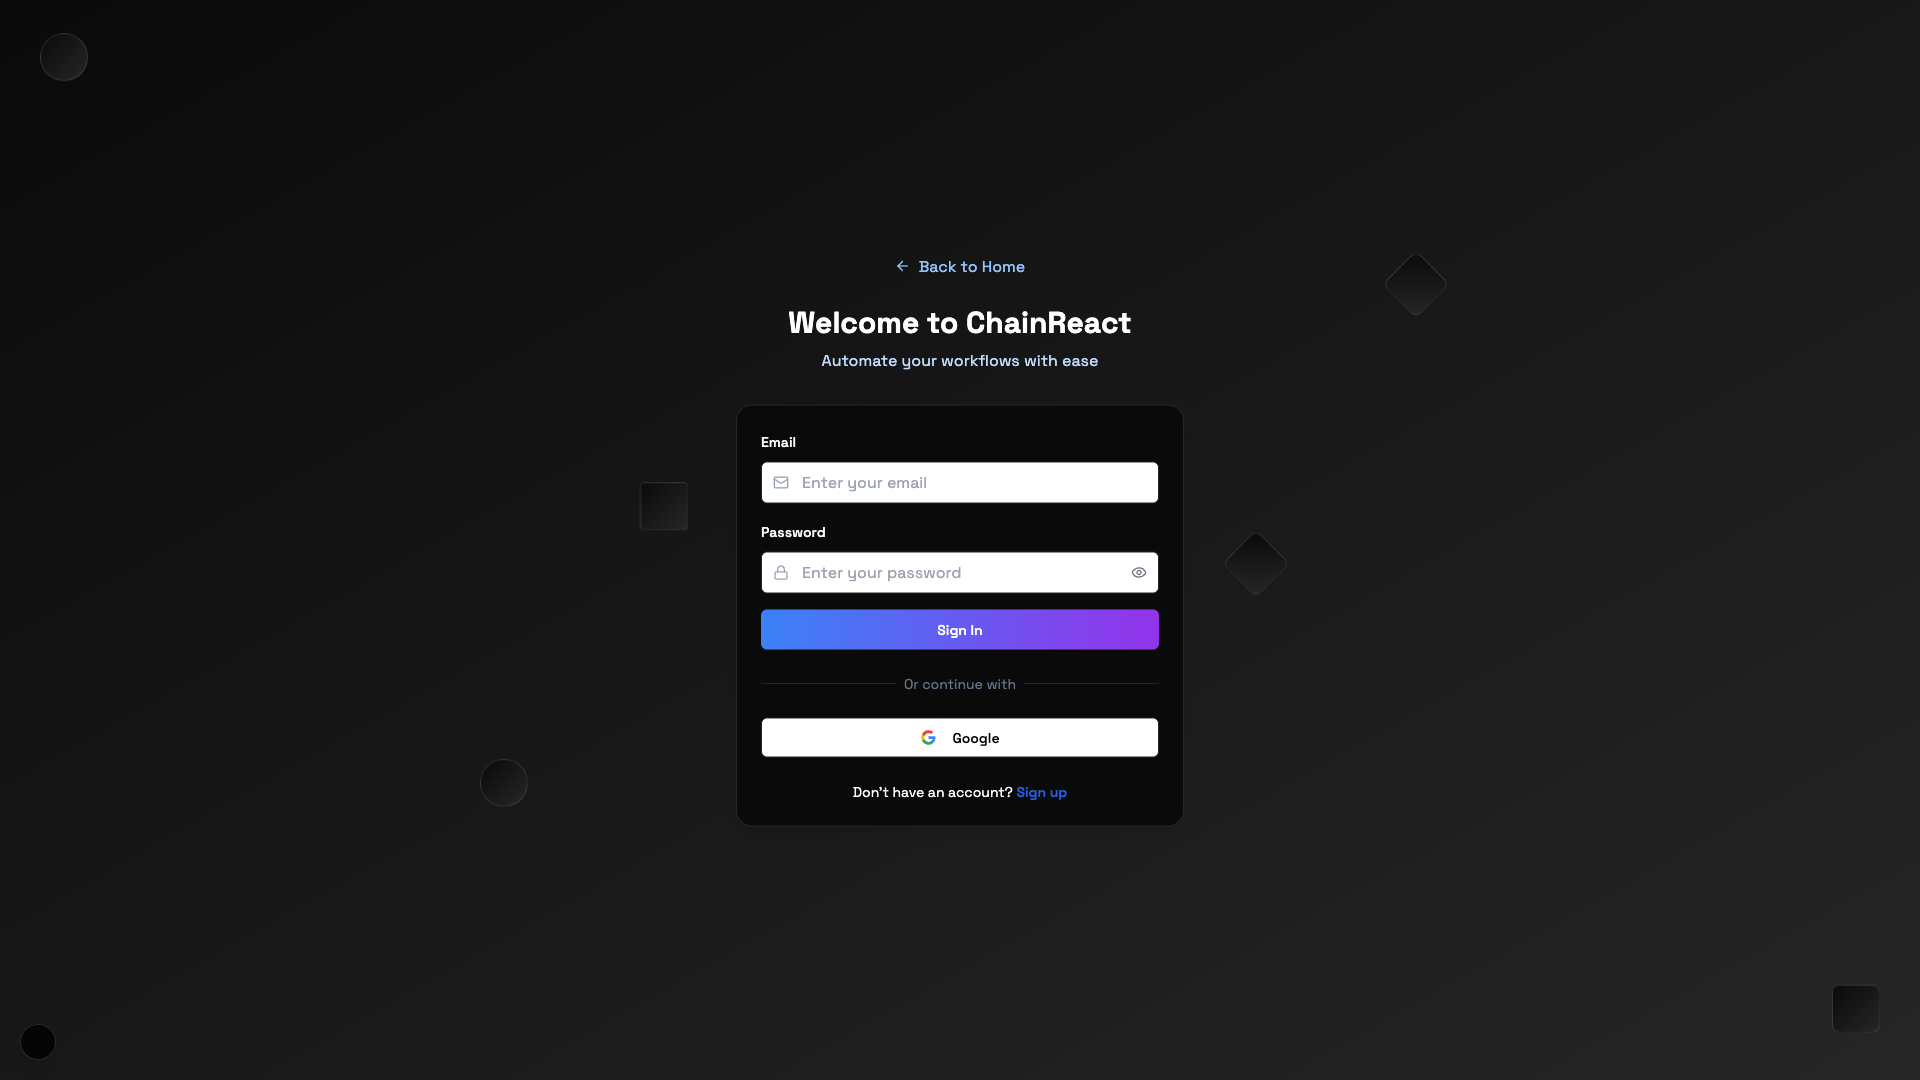 Back to Home
Welcome to ChainReact
Automate your workflows with ease
Email
Enter your email
Password
Enter your password
Sign In
Or continue with
Google
Don't have an account? Sign up